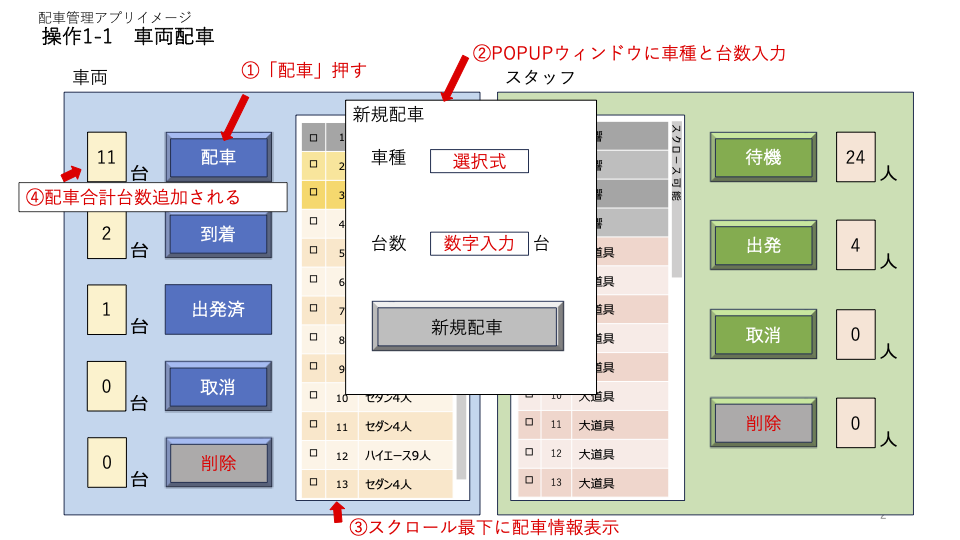 配車管理アプリイメージ
操作1-1　車両配車
①「配車」押す
②POPUPウィンドウに車種と台数入力
車両
スタッフ
新規配車
車種
選択式
台数
数字入力 台
新規配車
11 台
配車
④配車合計台数追加される
2 台
到着
1 台
出発済
0 台
取消
0 台
削除
1
2
3
4
5
6
7
8
9
10 セダン4人
11 セダン4人
12 ハイエース9人
13 セダン4人
道具
道具
道具
道具
道具
10 大道具
11 大道具
12 大道具
13 大道具
スクロース可能
待機
24 人
出発
4 人
取消
0 人
削除
0 人
③スクロール最下に配車情報表示